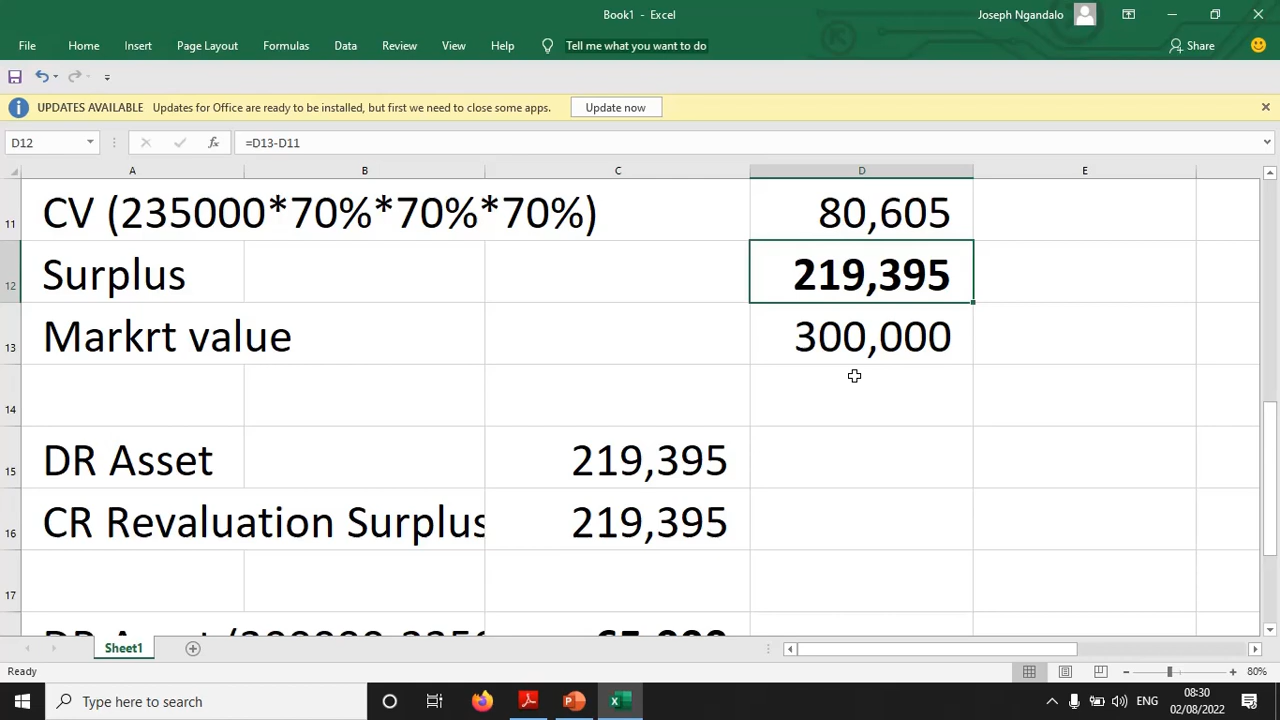 Book1 - Excel
Joseph Ngandalo
File Home Insert Page Layout Formulas Data Review View Help Tell me what you want to do Share
UPDATES AVAILABLE Updates for Office are ready to be installed, but first we need to close some apps. Update now
D12 fx =D13-D11
A B C D E
11 CV (235000*70%*70%*70%) 80,605
12 Surplus 219,395
13 Markrt value 300,000
14
15 DR Asset 219,395
16 CR Revaluation Surplus 219,395
17
Sheet1
Ready 80%
Type here to search
ENG 08:30
02/08/2022